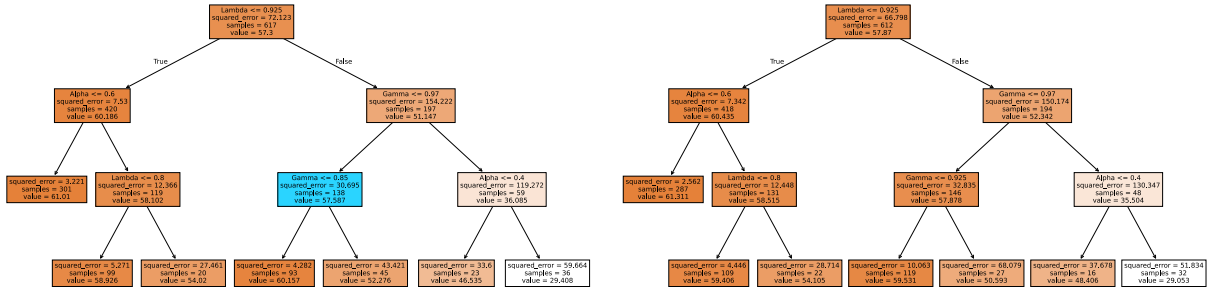 Lambda <= 0.925
squared_error = 72.123
samples = 617
value = 57.3
True
False
Alpha <= 0.6
squared_error = 7.53
samples = 420
value = 60.186
Gamma <= 0.97
squared_error = 154.222
samples = 197
value = 51.147
squared_error = 3.221
samples = 301
value = 61.01
Lambda <= 0.8
squared_error = 12.366
samples = 119
value = 58.102
Gamma <= 0.85
squared_error = 30.695
samples = 138
value = 57.587
Alpha <= 0.4
squared_error = 119.272
samples = 59
value = 36.085
squared_error = 5.271
samples = 99
value = 58.926
squared_error = 27.461
samples = 20
value = 54.02
squared_error = 4.282
samples = 93
value = 60.157
squared_error = 43.421
samples = 45
value = 52.276
squared_error = 33.6
samples = 23
value = 46.535
squared_error = 59.664
samples = 36
value = 29.408
Lambda <= 0.925
squared_error = 66.798
samples = 612
value = 57.87
True
False
Alpha <= 0.6
squared_error = 7.342
samples = 418
value = 60.435
Gamma <= 0.97
squared_error = 150.174
samples = 194
value = 52.342
squared_error = 2.562
samples = 287
value = 61.311
Lambda <= 0.8
squared_error = 12.448
samples = 131
value = 58.515
Gamma <= 0.925
squared_error = 32.835
samples = 146
value = 57.878
Alpha <= 0.4
squared_error = 130.347
samples = 48
value = 35.504
squared_error = 4.446
samples = 109
value = 59.406
squared_error = 28.714
samples = 22
value = 54.105
squared_error = 10.063
samples = 119
value = 59.531
squared_error = 68.079
samples = 27
value = 50.593
squared_error = 37.678
samples = 16
value = 48.406
squared_error = 51.834
samples = 32
value = 29.053